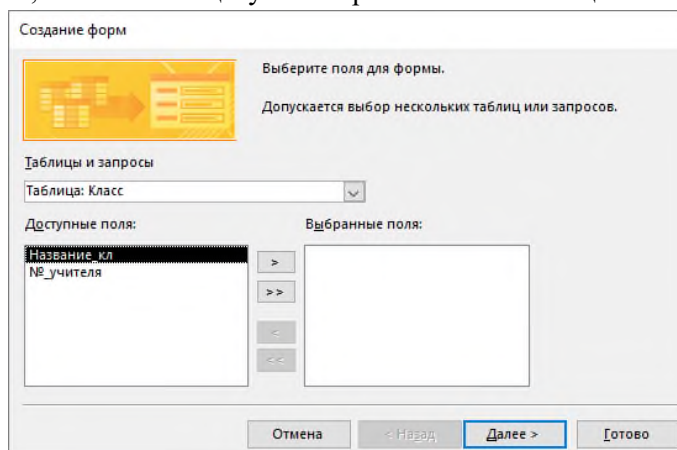 Создание форм
Выберите поля для формы.
Допускается выбор нескольких таблиц или запросов.
Таблицы и запросы
Таблица: Класс
Доступные поля:
Выбранные поля:
Название_кл
№_учителя
>
>>
<
<<
Отмена
< Назад
Далее >
Готово